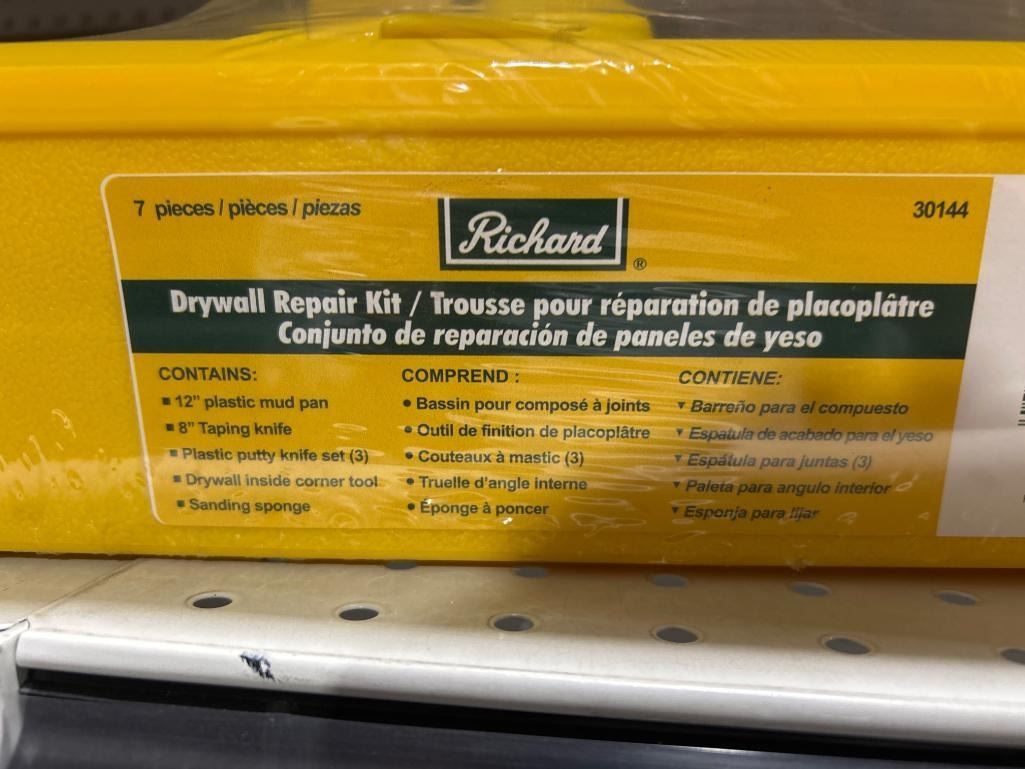 7 pieces / pièces / piezas
Richard ®
30144
Drywall Repair Kit / Trousse pour réparation de placoplâtre
Conjunto de reparación de paneles de yeso
CONTAINS:
▪ 12" plastic mud pan
▪ 8" Taping knife
▪ Plastic putty knife set (3)
▪ Drywall inside corner tool
▪ Sanding sponge
COMPREND :
• Bassin pour composé à joints
• Outil de finition de placoplâtre
• Couteaux à mastic (3)
• Truelle d'angle interne
• Éponge à poncer
CONTIENE:
▾ Barreño para el compuesto
▾ Espatula de acabado para el yeso
▾ Espátula para juntas (3)
▾ Paleta para angulo interior
▾ Esponja para lijar